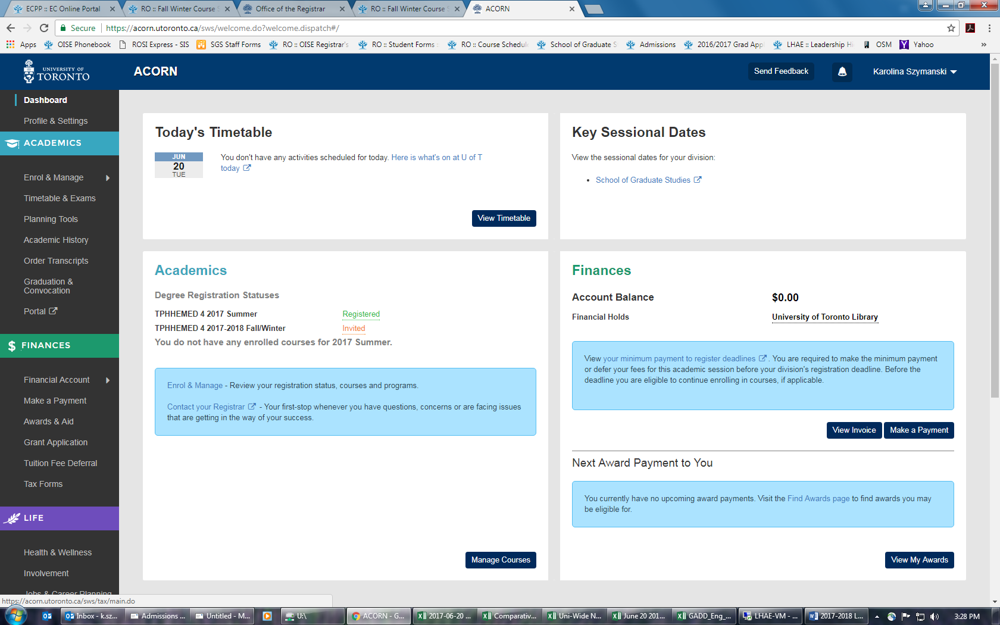 ECPP :: EC Online Portal
RO :: Fall Winter Course
Office of the Registrar
RO :: Fall Winter Course
ACORN
Secure
https://acorn.utoronto.ca/sws/welcome.do?welcome.dispatch#/
Apps
OISE Phonebook
ROSI Express - SIS
SGS Staff Forms
RO :: OISE Registrar's
RO :: Student Forms
RO :: Course Schedul
School of Graduate S
Admissions
2016/2017 Grad App
LHAE :: Leadership Hi
OSM
Yahoo
»
UNIVERSITY OF
TORONTO
ACORN
Send Feedback
Karolina Szymanski
Dashboard
Profile & Settings
ACADEMICS
Enrol & Manage
Timetable & Exams
Planning Tools
Academic History
Order Transcripts
Graduation &
Convocation
Portal
FINANCES
Financial Account
Make a Payment
Awards & Aid
Grant Application
Tuition Fee Deferral
Tax Forms
LIFE
Health & Wellness
Involvement
Jobs & Career Planning
Today's Timetable
JUN
20
TUE
You don't have any activities scheduled for today. Here is what's on at U of T
today
View Timetable
Key Sessional Dates
View the sessional dates for your division:
• School of Graduate Studies
Academics
Degree Registration Statuses
TPHHEMED 4 2017 Summer Registered
TPHHEMED 4 2017-2018 Fall/Winter Invited
You do not have any enrolled courses for 2017 Summer.
Enrol & Manage - Review your registration status, courses and programs.
Contact your Registrar - Your first-stop whenever you have questions, concerns or are facing issues
that are getting in the way of your success.
Manage Courses
Finances
Account Balance $0.00
Financial Holds University of Toronto Library
View your minimum payment to register deadlines . You are required to make the minimum payment
or defer your fees for this academic session before your division's registration deadline. Before the
deadline you are eligible to continue enrolling in courses, if applicable.
View Invoice
Make a Payment
Next Award Payment to You
You currently have no upcoming award payments. Visit the Find Awards page to find awards you may
be eligible for.
View My Awards
https://acorn.utoronto.ca/sws/tax/main.do
Inbox - k.sz...
Admissions ...
Untitled - M...
U:\
ACORN - G...
2017-06-20 ...
Comparativ...
Uni-Wide N...
June 20 201...
GADD_Eng_...
LHAE-VM - ...
2017-2018 L...
3:28 PM